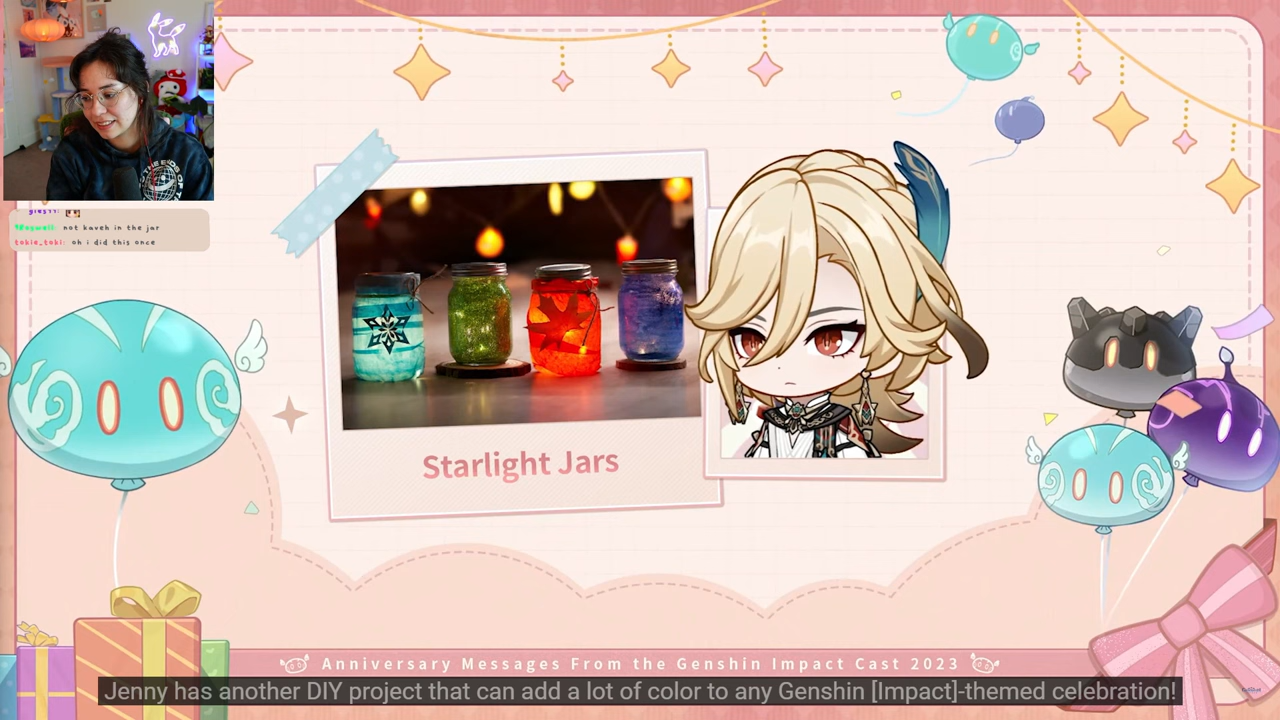 not kaveh in the jar
tobie_tobi: oh i did this once
Starlight Jars
Anniversary Messages From the Genshin Impact Cast 2023
Jenny has another DIY project that can add a lot of color to any Genshin [Impact]-themed celebration!